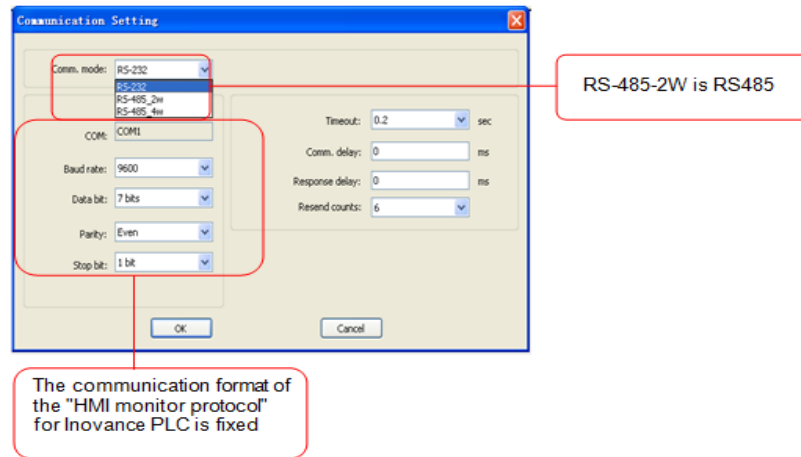 Communication Setting
Comm. mode: RS-232
RS-232
RS-485_2w
RS-485_4w
COM: COM1
Baud rate: 9600
Data bit: 7 bits
Parity: Even
Stop bit: 1 bit
Timeout: 0.2 sec
Comm. delay: 0 ms
Response delay: 0 ms
Resend counts: 6
OK
Cancel
RS-485-2W is RS485
The communication format of
the "HMI monitor protocol"
for Inovance PLC is fixed